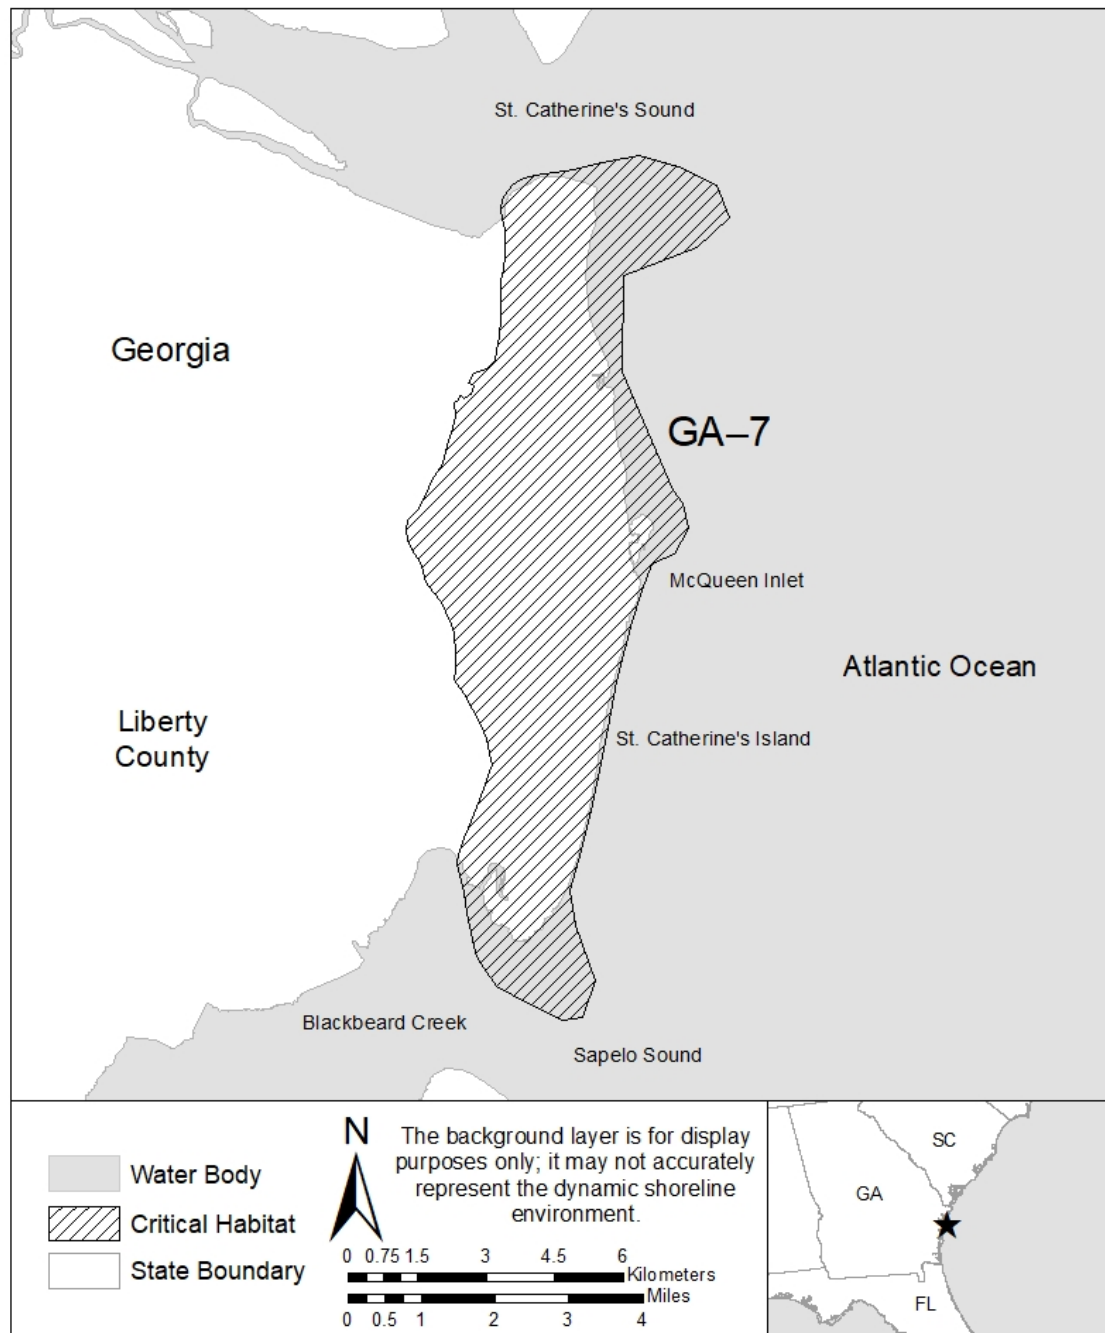 St. Catherine's Sound
Georgia
GA–7
McQueen Inlet
Atlantic Ocean
Liberty
County
St. Catherine's Island
Blackbeard Creek
Sapelo Sound
Water Body
Critical Habitat
State Boundary
N
The background layer is for display
purposes only; it may not accurately
represent the dynamic shoreline
environment.
0 0.75 1.5 3 4.5 6
Kilometers
Miles
0 0.5 1 2 3 4
SC
GA
FL